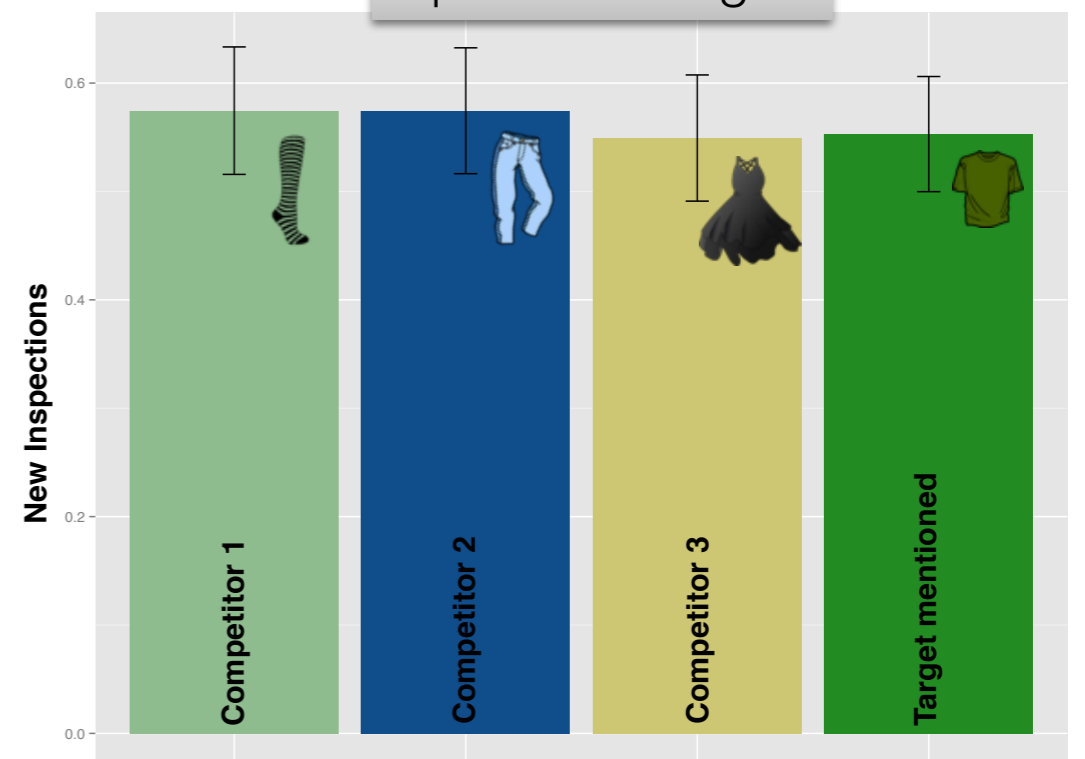 0.6
0.4
0.2
0.0
New Inspections
Competitor 1
Competitor 2
Competitor 3
Target mentioned